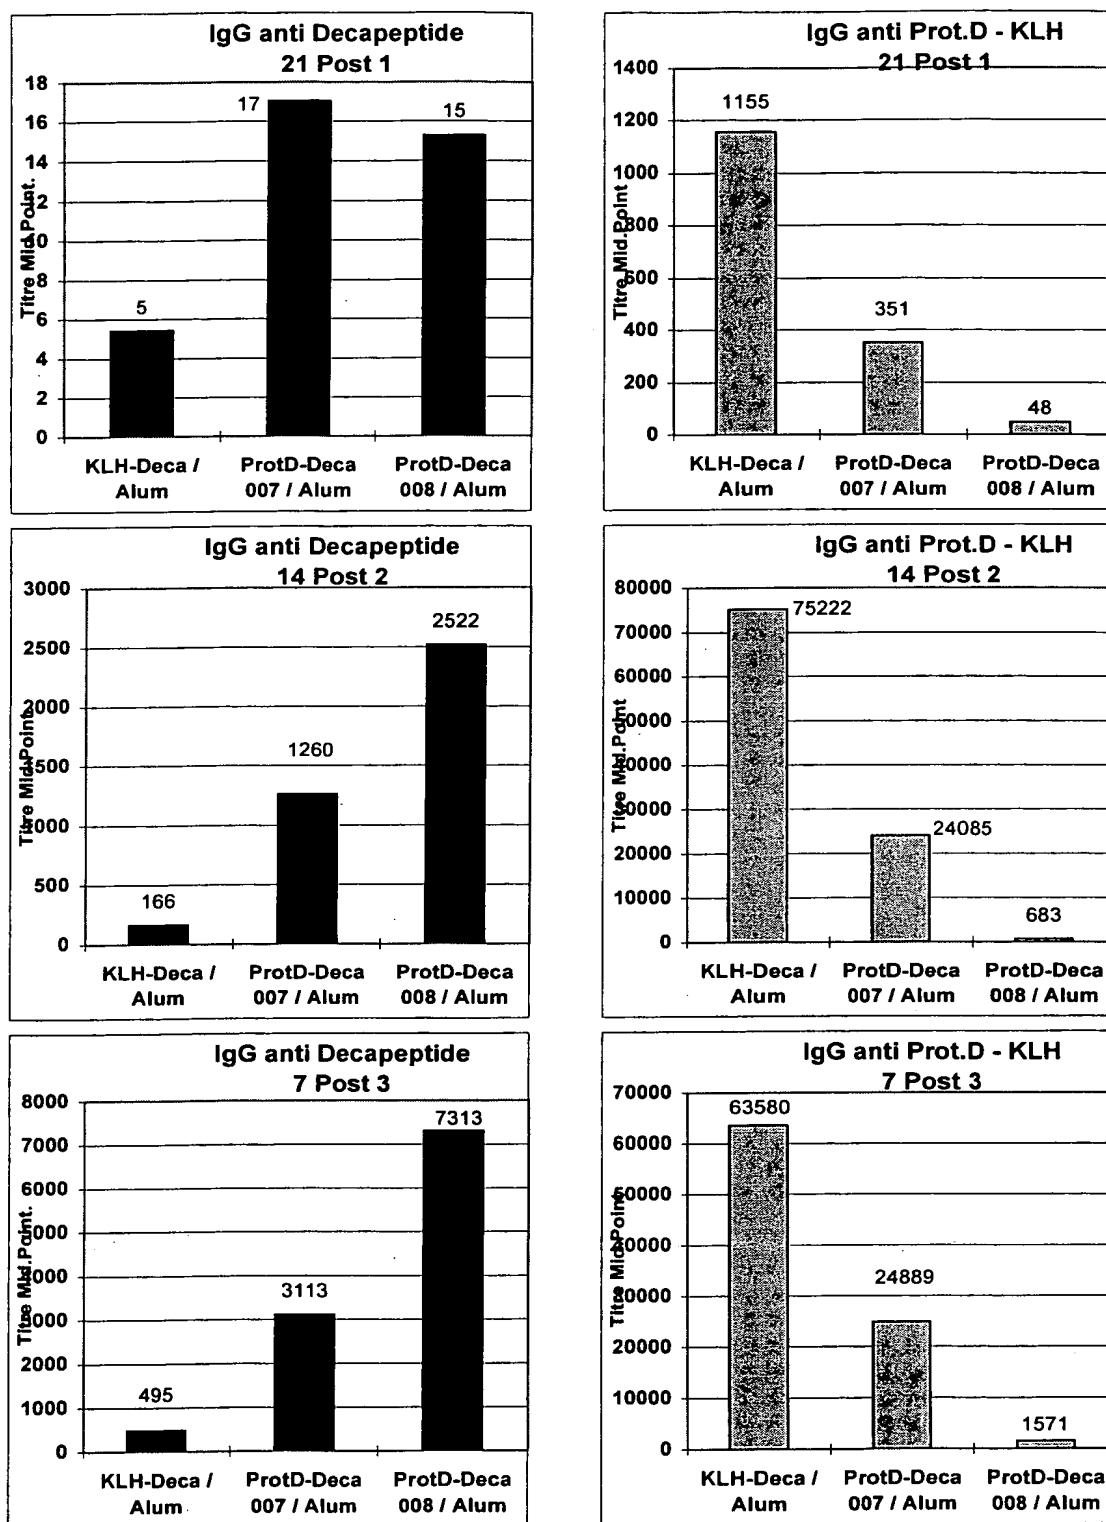 IgG anti Decapeptide
21 Post 1
18
16
14
12
10
8
6
4
2
0
Titre Mid.Point.
5
17
15
KLH-Deca / Alum
ProtD-Deca 007 / Alum
ProtD-Deca 008 / Alum
IgG anti Prot.D - KLH
21 Post 1
1400
1200
1000
800
600
400
200
0
Titre Mid.Point
1155
351
48
KLH-Deca / Alum
ProtD-Deca 007 / Alum
ProtD-Deca 008 / Alum
IgG anti Decapeptide
14 Post 2
3000
2500
2000
1500
1000
500
0
Titre Mid.Point.
166
1260
2522
KLH-Deca / Alum
ProtD-Deca 007 / Alum
ProtD-Deca 008 / Alum
IgG anti Prot.D - KLH
14 Post 2
80000
70000
60000
50000
40000
30000
20000
10000
0
Titre Mid.Point
75222
24085
683
KLH-Deca / Alum
ProtD-Deca 007 / Alum
ProtD-Deca 008 / Alum
IgG anti Decapeptide
7 Post 3
8000
7000
6000
5000
4000
3000
2000
1000
0
Titre Mid.Point.
495
3113
7313
KLH-Deca / Alum
ProtD-Deca 007 / Alum
ProtD-Deca 008 / Alum
IgG anti Prot.D - KLH
7 Post 3
70000
60000
50000
40000
30000
20000
10000
0
Titre Mid.Point
63580
24889
1571
KLH-Deca / Alum
ProtD-Deca 007 / Alum
ProtD-Deca 008 / Alum